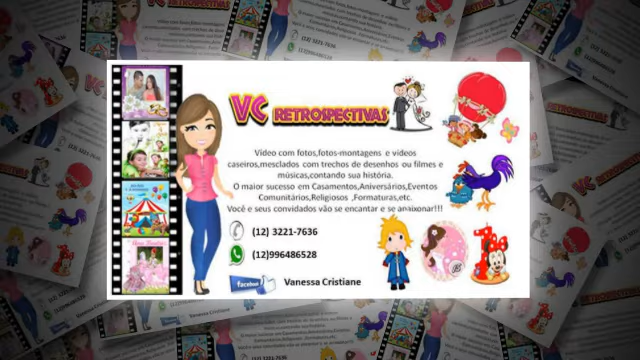 VC RETROSPECTIVAS
Vídeo com fotos,fotos-montagens e vídeos
caseiros,mesclados com trechos de desenhos ou filmes e
músicas,contando sua história.
O maior sucesso em Casamentos,Aniversários,Eventos
Comunitários,Religiosos ,Formaturas,etc.
Você e seus convidados vão se encantar e se apaixonar!!!
(12) 3221-7636
(12)996486528
facebook Vanessa Cristiane